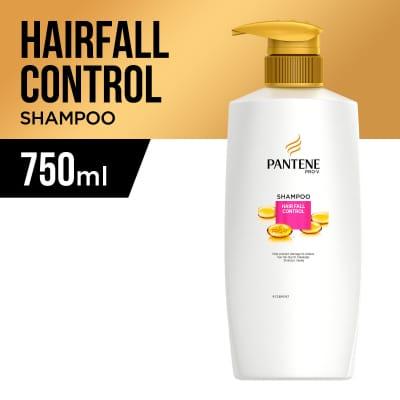 HAIRFALL
CONTROL
SHAMPOO
750ml
PANTENE
PRO-V
SHAMPOO
HAIR FALL
CONTROL